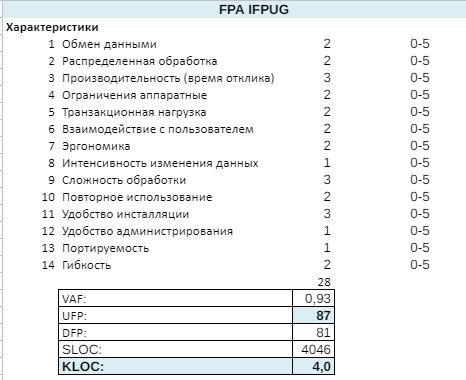 FPA IFPUG
Характеристики
1 Обмен данными 2 0-5
2 Распределенная обработка 2 0-5
3 Производительность (время отклика) 3 0-5
4 Ограничения аппаратные 2 0-5
5 Транзакционная нагрузка 2 0-5
6 Взаимодействие с пользователем 2 0-5
7 Эргономика 2 0-5
8 Интенсивность изменения данных 1 0-5
9 Сложность обработки 3 0-5
10 Повторное использование 2 0-5
11 Удобство инсталляции 3 0-5
12 Удобство администрирования 1 0-5
13 Портируемость 1 0-5
14 Гибкость 2 0-5
28
VAF: 0,93
UFP: 87
DFP: 81
SLOC: 4046
KLOC: 4,0